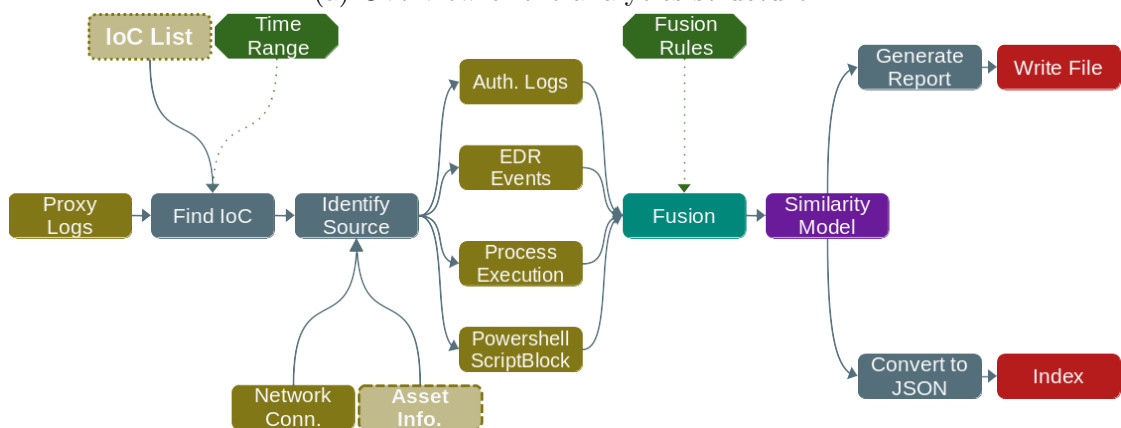 IoC List
Time
Range
Fusion
Rules
Auth. Logs
Generate
Report
Write File
EDR
Events
Proxy
Logs
Find IoC
Identify
Source
Fusion
Similarity
Model
Process
Execution
Powershell
ScriptBlock
Convert to
JSON
Index
Network
Conn.
Asset
Info.